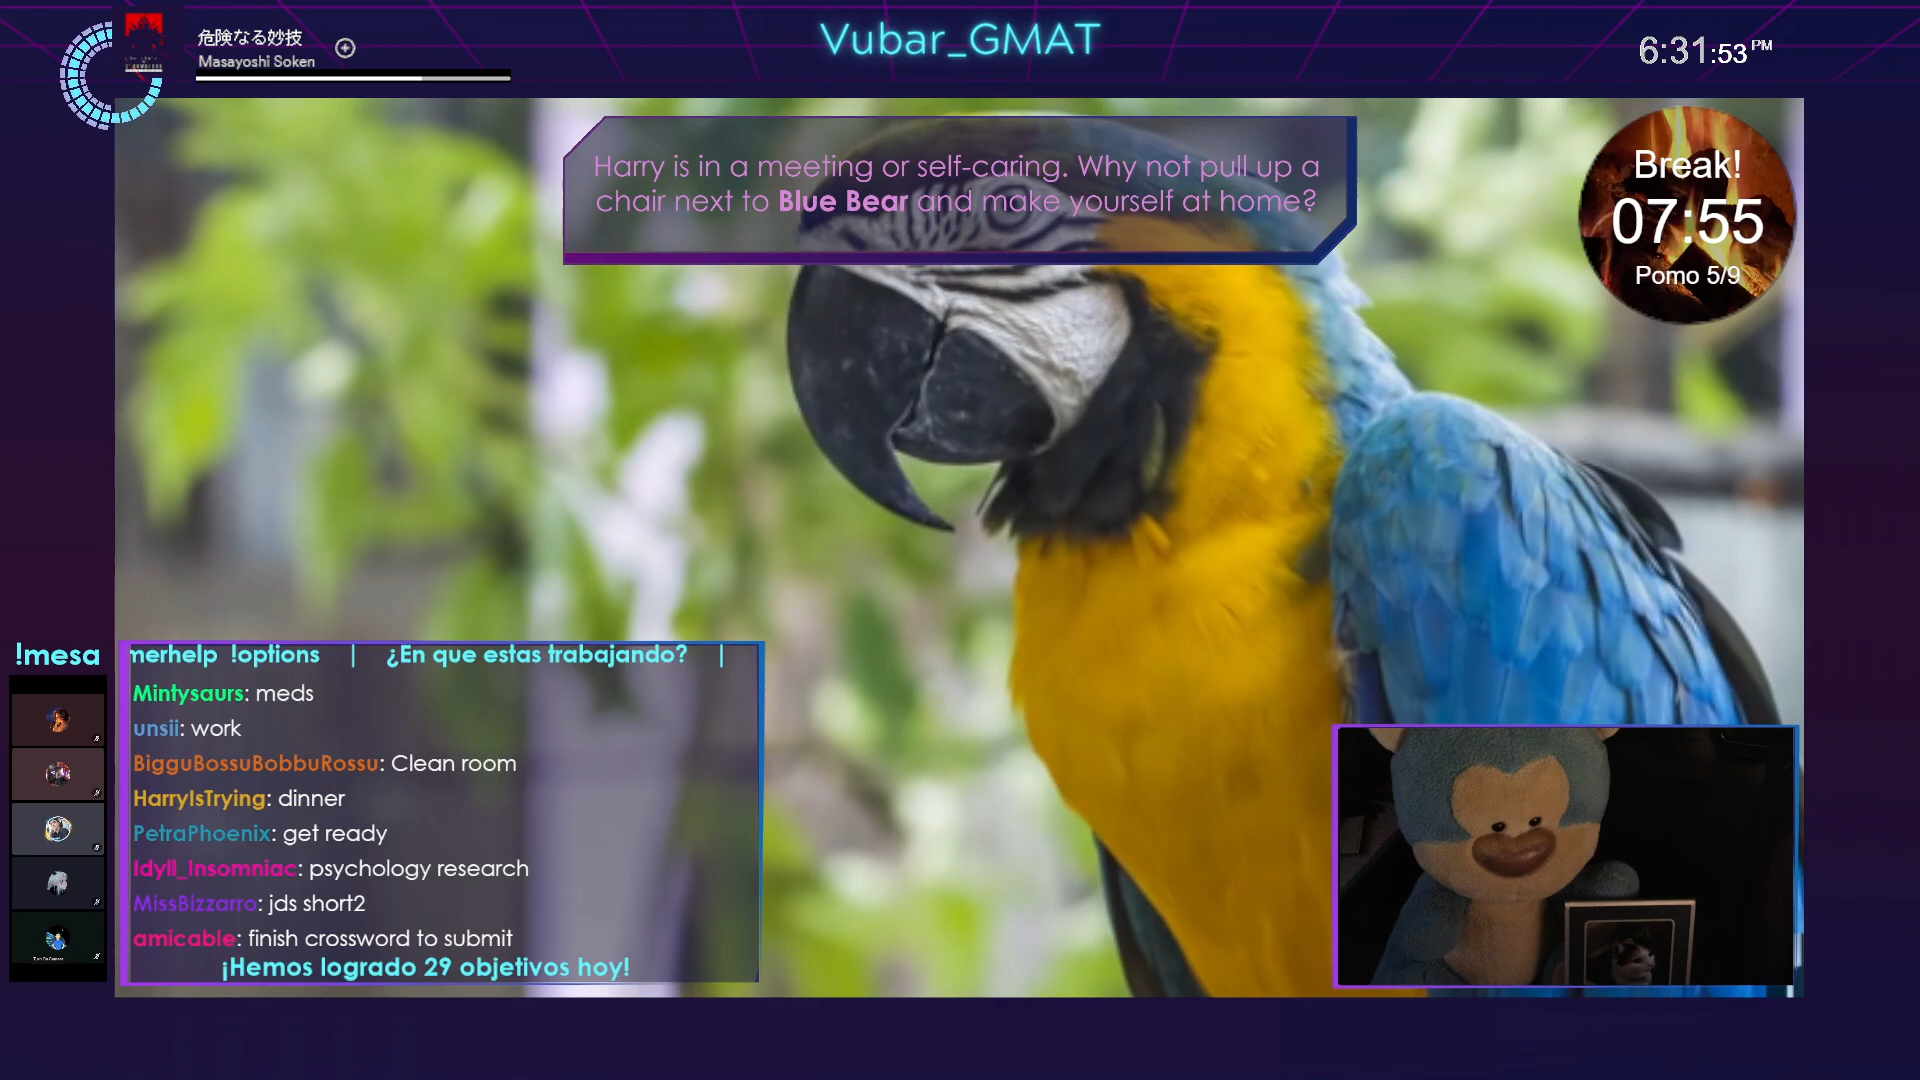 危険なる妙技
Masayoshi Soken
Vubar_GMAT
6:31:53 PM
Harry is in a meeting or self-caring. Why not pull up a
chair next to Blue Bear and make yourself at home?
Break!
07:55
Pomo 5/9
!mesa
merhelp !options | ¿En que estas trabajando? |
Mintysaurs: meds
unsii: work
BigguBossuBobbuRossu: Clean room
HarryIsTrying: dinner
PetraPhoenix: get ready
Idyll_Insomniac: psychology research
MissBizzarro: jds short2
amicable: finish crossword to submit
¡Hemos logrado 29 objetivos hoy!